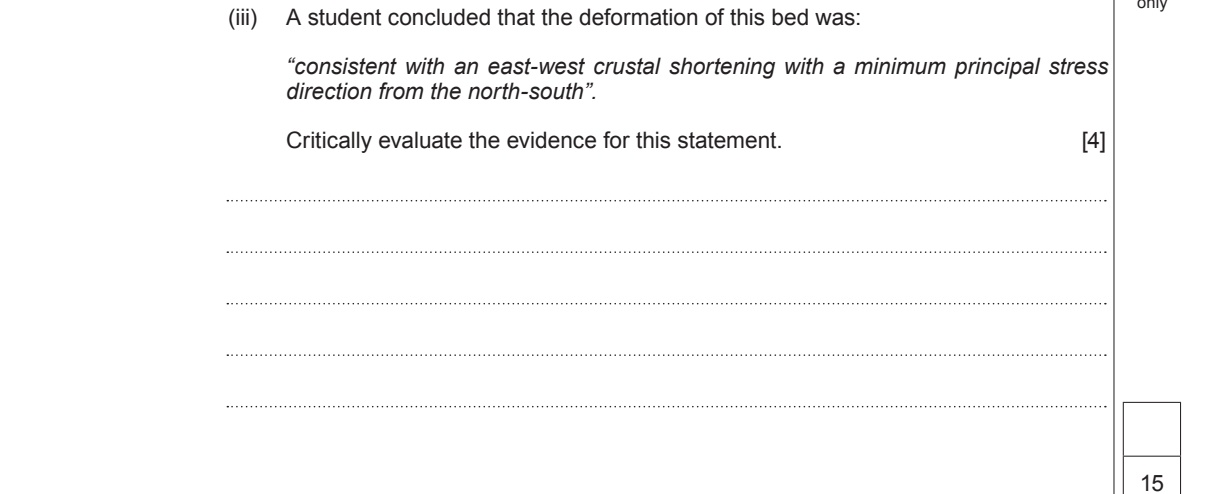 only
(iii) A student concluded that the deformation of this bed was:
“consistent with an east-west crustal shortening with a minimum principal stress
direction from the north-south”.
Critically evaluate the evidence for this statement. [4]
15